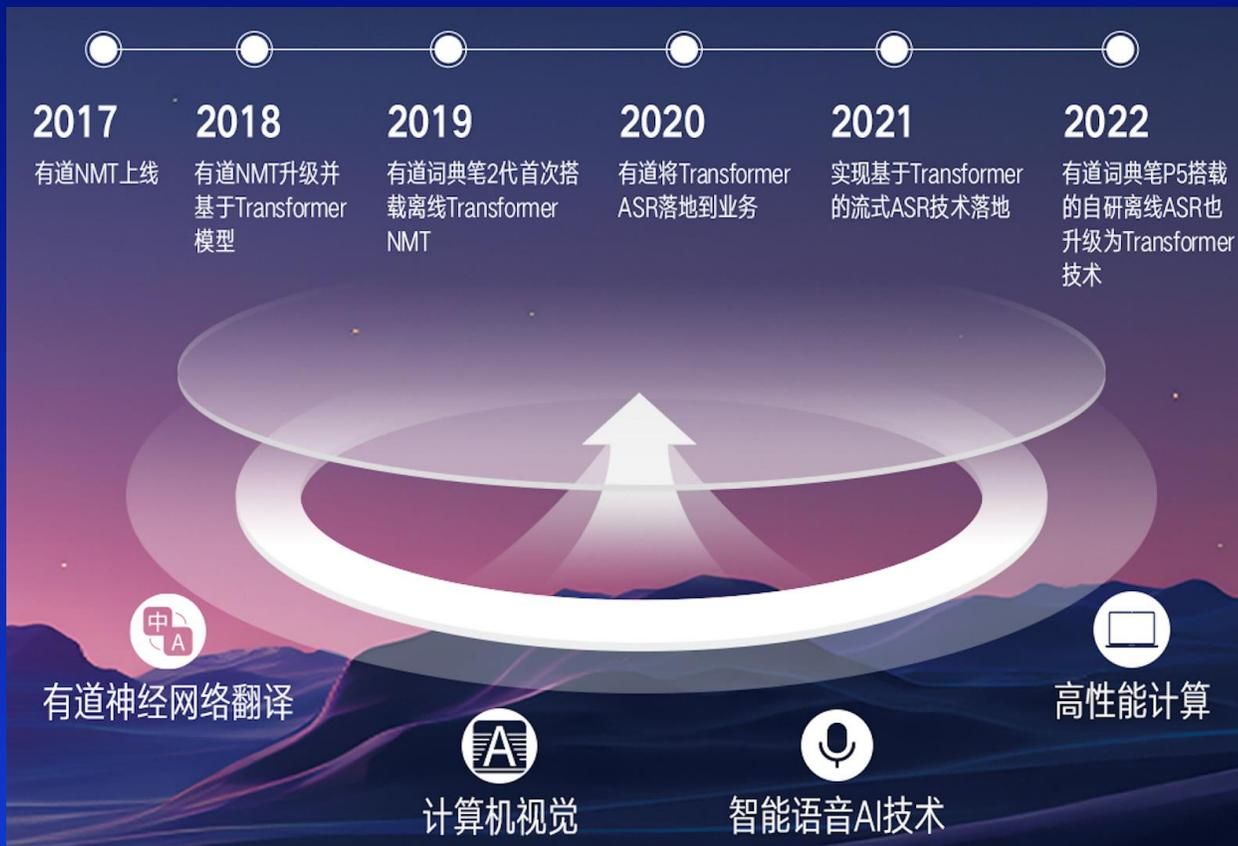 2017
有道NMT上线
2018
有道NMT升级并
基于Transformer
模型
2019
有道词典笔2代首次搭
载离线Transformer
NMT
2020
有道将Transformer
ASR落地到业务
2021
实现基于Transformer
的流式ASR技术落地
2022
有道词典笔P5搭载
的自研离线ASR也
升级为Transformer
技术
中
A
有道神经网络翻译
A
计算机视觉
智能语音AI技术
高性能计算